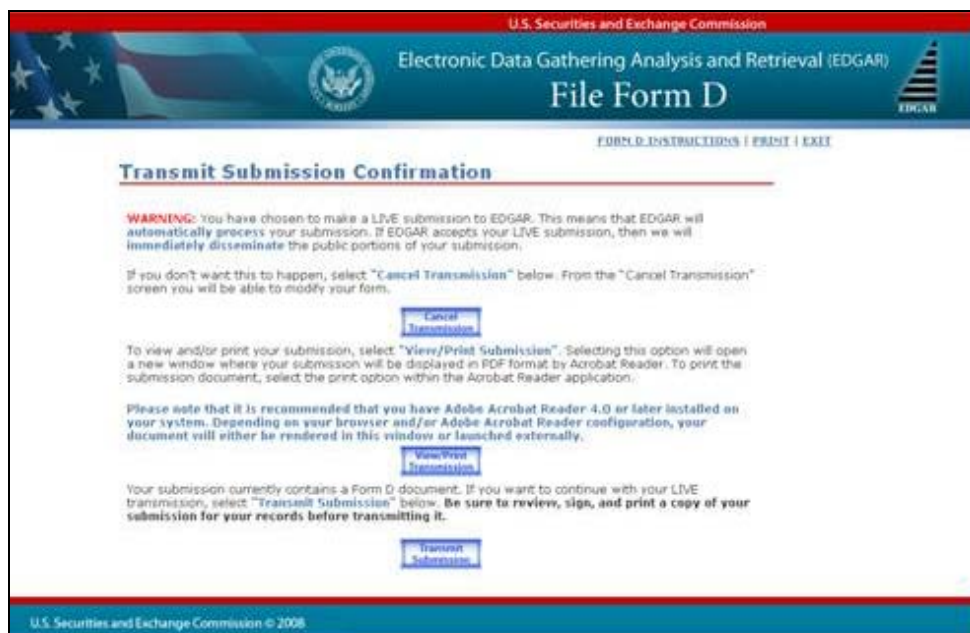 U.S. Securities and Exchange Commission
Electronic Data Gathering Analysis and Retrieval (EDGAR)
File Form D
EDGAR
FORM D INSTRUCTIONS | PRINT | EXIT
Transmit Submission Confirmation
WARNING: You have chosen to make a LIVE submission to EDGAR. This means that EDGAR will
automatically process your submission. If EDGAR accepts your LIVE submission, then we will
immediately disseminate the public portions of your submission.
If you don't want this to happen, select "Cancel Transmission" below. From the "Cancel Transmission"
screen you will be able to modify your form.
Cancel
Transmission
To view and/or print your submission, select "View/Print Submission". Selecting this option will open
a new window where your submission will be displayed in PDF format by Acrobat Reader. To print the
submission document, select the print option within the Acrobat Reader application.
Please note that it is recommended that you have Adobe Acrobat Reader 4.0 or later installed on
your system. Depending on your browser and/or Adobe Acrobat Reader configuration, your
document will either be rendered in this window or launched externally.
View/Print
Transmission
Your submission currently contains a Form D document. If you want to continue with your LIVE
transmission, select "Transmit Submission" below. Be sure to review, sign, and print a copy of your
submission for your records before transmitting it.
Transmit
Submission
U.S. Securities and Exchange Commission © 2008